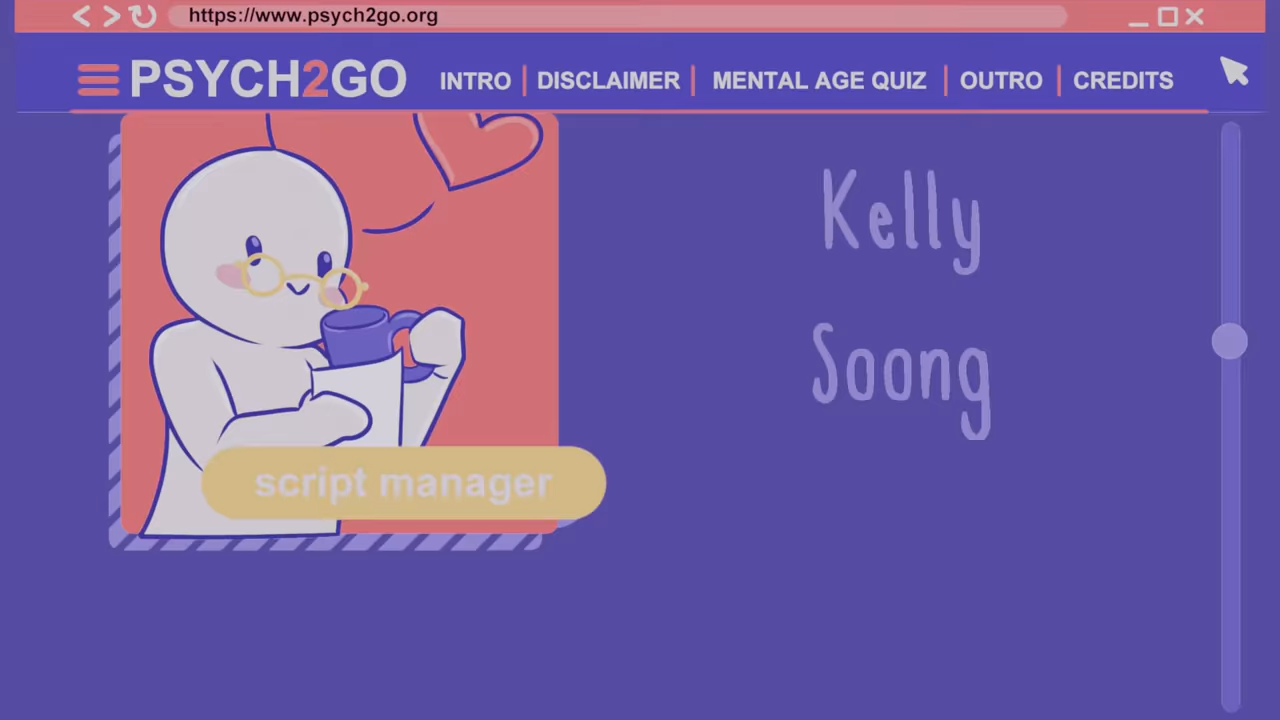 https://www.psych2go.org
PSYCH2GO INTRO | DISCLAIMER | MENTAL AGE QUIZ | OUTRO | CREDITS
Kelly
Soong
script manager